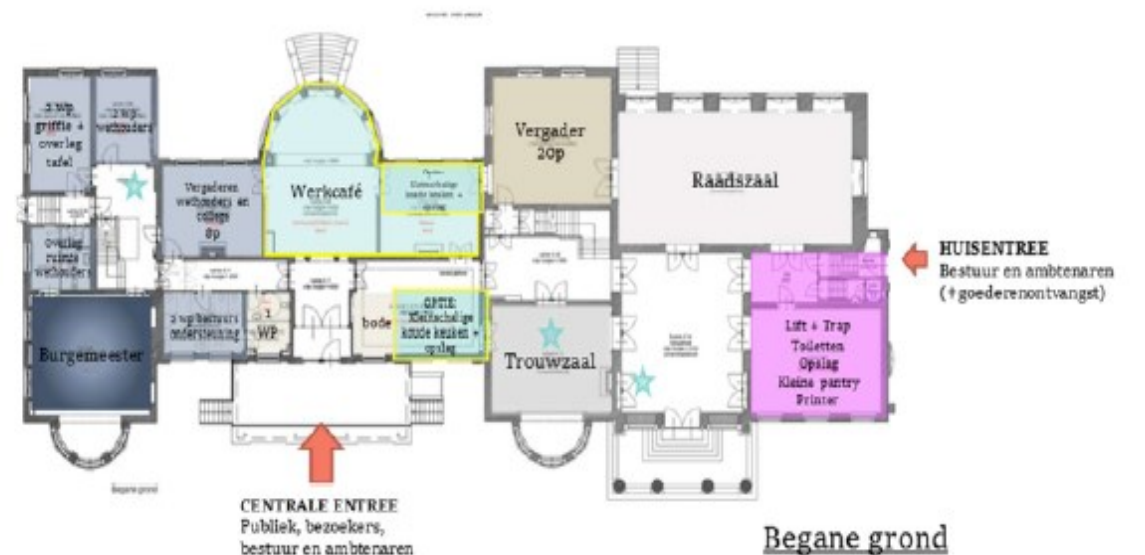 2 wp
griffie +
overleg
tafel
2 wp
wethouders
Vergaderen
wethouders en
college
8p
Werkcafé
Optie:
Kleinschalige
koude keuken +
opslag
Vergader
20p
Raadszaal
Overleg
ruimte
wethouders
Burgemeester
2 wp bestuurs
ondersteuning
1
WP
bode
OPTIE:
Kleinschalige
koude keuken +
opslag
Trouwzaal
Lift + Trap
Toiletten
Opslag
Kleine pantry
Printer
HUISENTREE
Bestuur en ambtenaren
(+goederenontvangst)
Begane grond
CENTRALE ENTREE
Publiek, bezoekers,
bestuur en ambtenaren
Begane grond